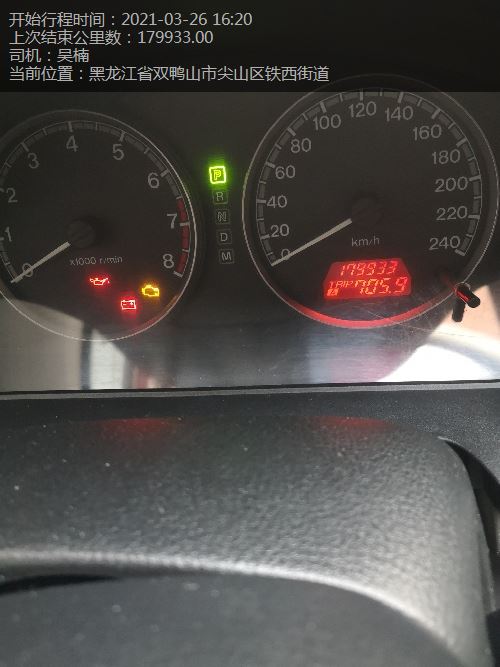 开始行程时间：2021-03-26 16:20
上次结束公里数：179933.00
司机：吴楠
当前位置：黑龙江省双鸭山市尖山区铁西街道
0
1
2
3
4
5
6
7
8
x1000 r/min
P
R
N
D
M
0
20
40
60
80
100
120
140
160
180
200
220
240
km/h
179933
TRIP A 705.9